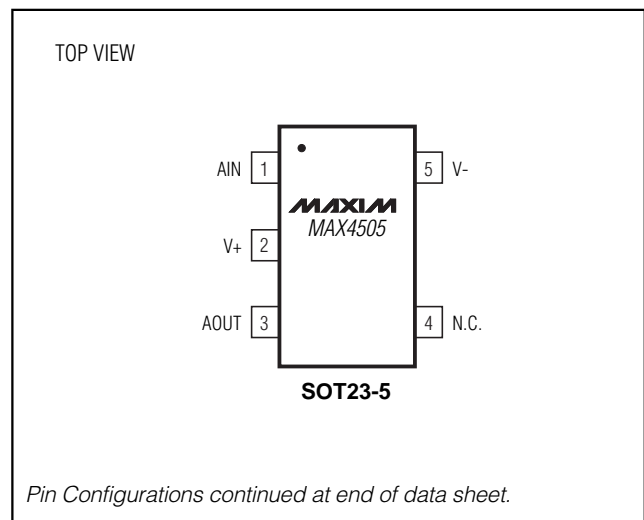 TOP VIEW
AIN 1
5 V-
MAXIM
MAX4505
V+ 2
AOUT 3
4 N.C.
SOT23-5
Pin Configurations continued at end of data sheet.